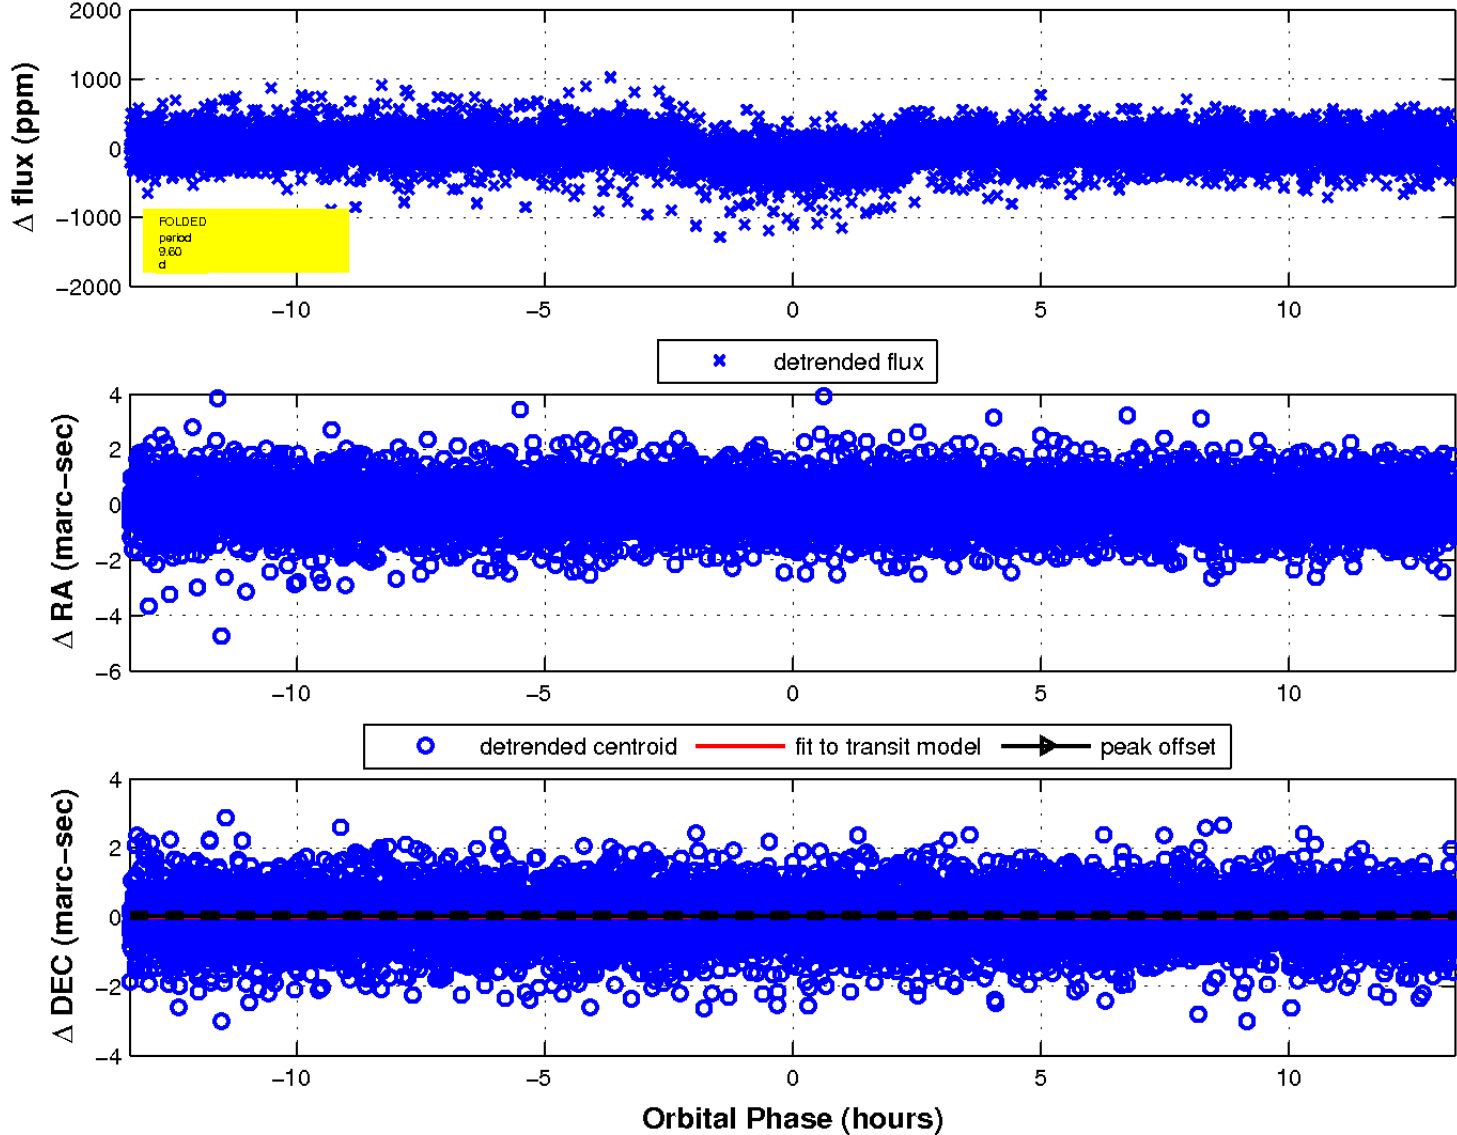 2000
1000
0
−1000
−2000
Δ flux (ppm)
FOLDED
period
9.60
d
−10 −5 0 5 10
detrended flux
4
2
0
−2
−4
−6
Δ RA (marc−sec)
−10 −5 0 5 10
detrended centroid fit to transit model peak offset
4
2
0
−2
−4
Δ DEC (marc−sec)
−10 −5 0 5 10
Orbital Phase (hours)